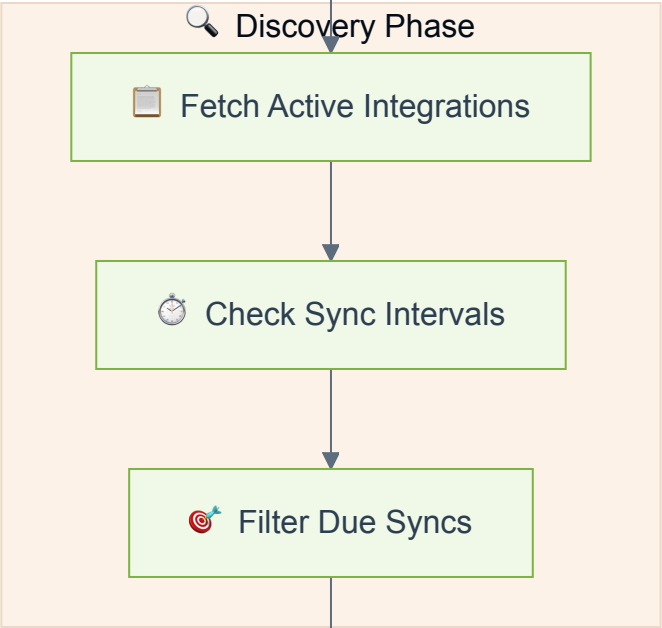 Discovery Phase
Fetch Active Integrations
Check Sync Intervals
Filter Due Syncs